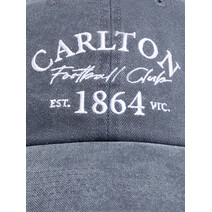 CARLTON
Football Club
EST. 1864 VIC.